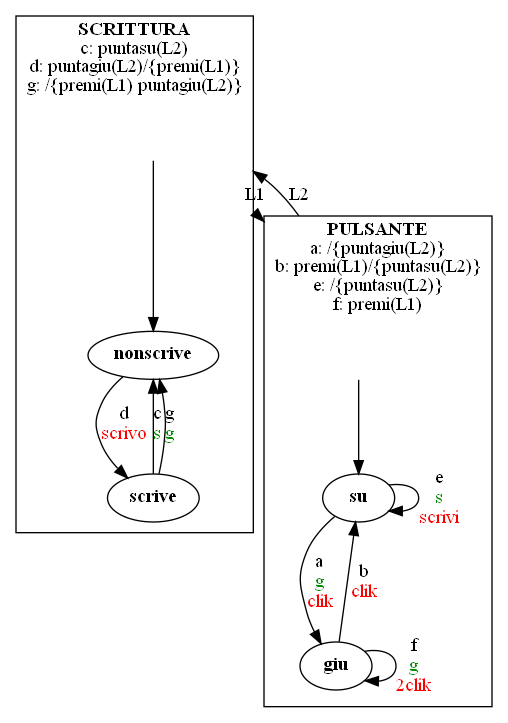 SCRITTURA
c: puntasu(L2)
d: puntagiu(L2)/{premi(L1)}
g: /{premi(L1) puntagiu(L2)}
L1
L2
PULSANTE
a: /{puntagiu(L2)}
b: premi(L1)/{puntasu(L2)}
e: /{puntasu(L2)}
f: premi(L1)
nonscrive
d
scrivo
c
s
g
g
scrive
su
e
s
scrivi
a
g
clik
b
clik
giu
f
g
2clik